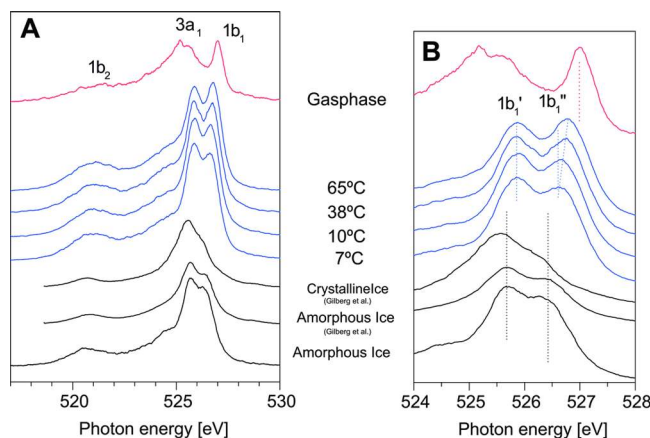 A
3a1
1b1
1b2
Gasphase
65ºC
38ºC
10ºC
7ºC
CrystallineIce
(Gilberg et al.)
Amorphous Ice
(Gilberg et al.)
Amorphous Ice
520 525 530
Photon energy [eV]
B
1b1' 1b1''
524 525 526 527 528
Photon energy [eV]